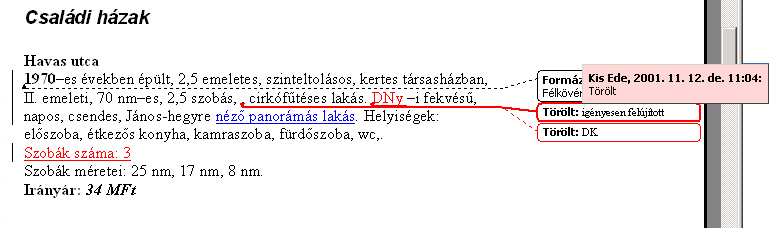 Családi házak
Havas utca
1970–es években épült, 2,5 emeletes, szinteltolásos, kertes társasházban,
II. emeleti, 70 nm–es, 2,5 szobás, , cirkófűtéses lakás. DNy –i fekvésű,
napos, csendes, János-hegyre néző panorámás lakás. Helyiségek:
előszoba, étkezős konyha, kamraszoba, fürdőszoba, wc,.
Szobák száma: 3
Szobák méretei: 25 nm, 17 nm, 8 nm.
Irányár: 34 MFt
Formáz
Félkövér
Kis Ede, 2001. 11. 12. de. 11:04:
Törölt
Törölt: igényesen felújított
Törölt: DK